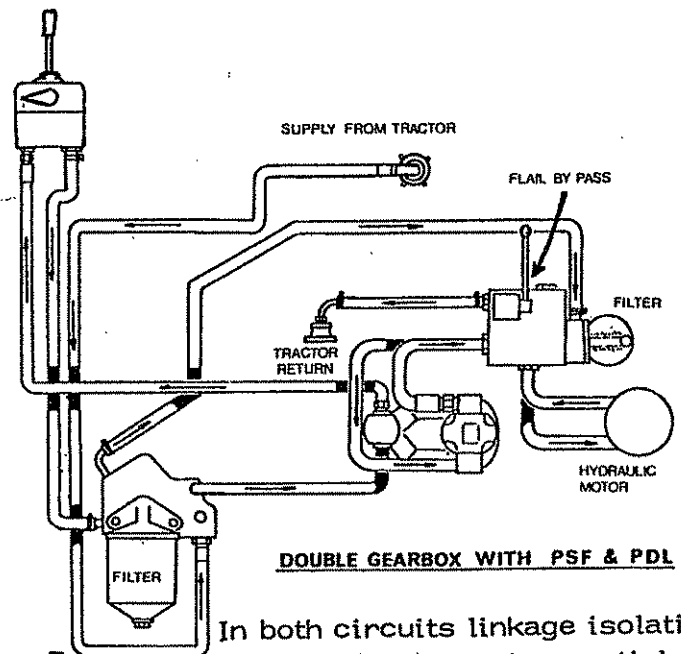 SUPPLY FROM TRACTOR
FLAIL BY PASS
FILTER
TRACTOR
RETURN
HYDRAULIC
MOTOR
DOUBLE GEARBOX WITH PSF & PDL
FILTER
In both circuits linkage